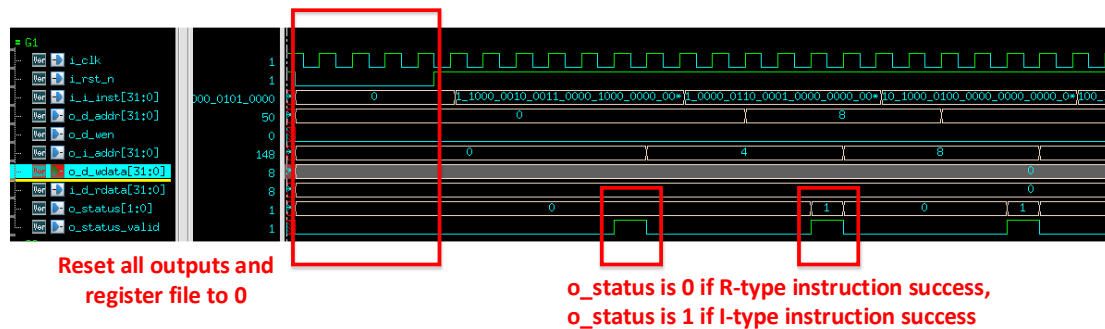 G1
i_clk 1
i_rst_n 1
i_i_inst[31:0] 000_0101_0000 0 1_1000_0010_0011_0000_1000_0000_00* 1_0000_0110_0001_0000_0000_00* 10_1000_0100_0000_0000_0000_0* 100_
o_d_addr[31:0] 50 0 8
o_d_wen 0
o_i_addr[31:0] 148 0 4 8
o_d_wdata[31:0] 8 0
i_d_rdata[31:0] 8 0
o_status[1:0] 1 0 1 0 1
o_status_valid 1
Reset all outputs and
register file to 0
o_status is 0 if R-type instruction success,
o_status is 1 if I-type instruction success